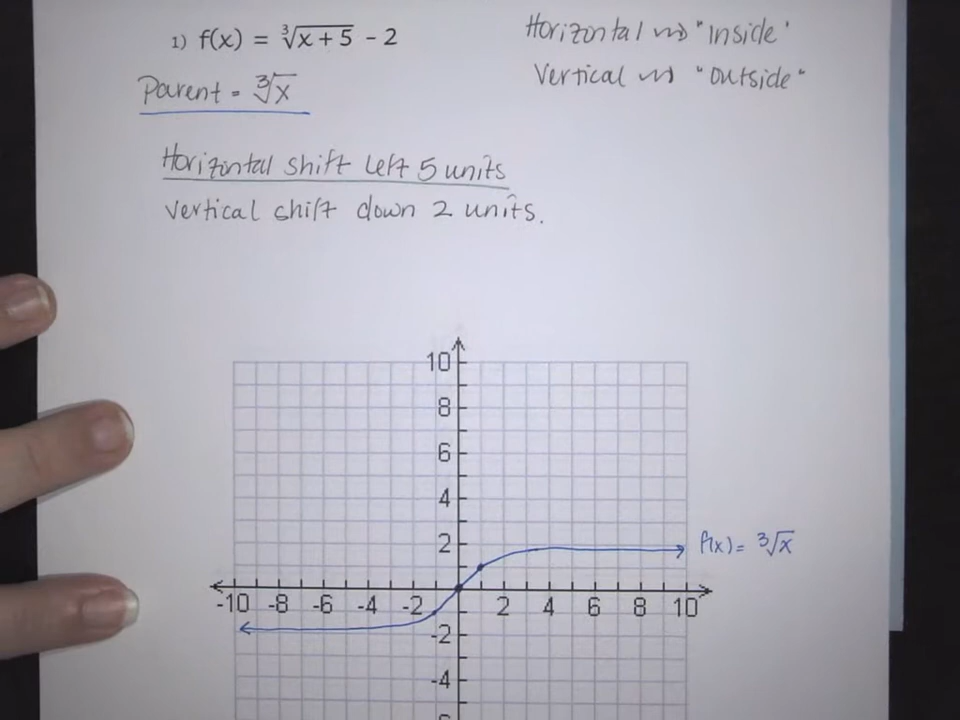 1) f(x) = ∛x + 5 - 2
Horizontal ⇝ "Inside"
Parent = ∛x
Vertical ⇝ "Outside"
Horizontal shift left 5 units
Vertical shift down 2 units.
10
8
6
4
2
f(x) = ∛x
-10 -8 -6 -4 -2 2 4 6 8 10
-2
-4